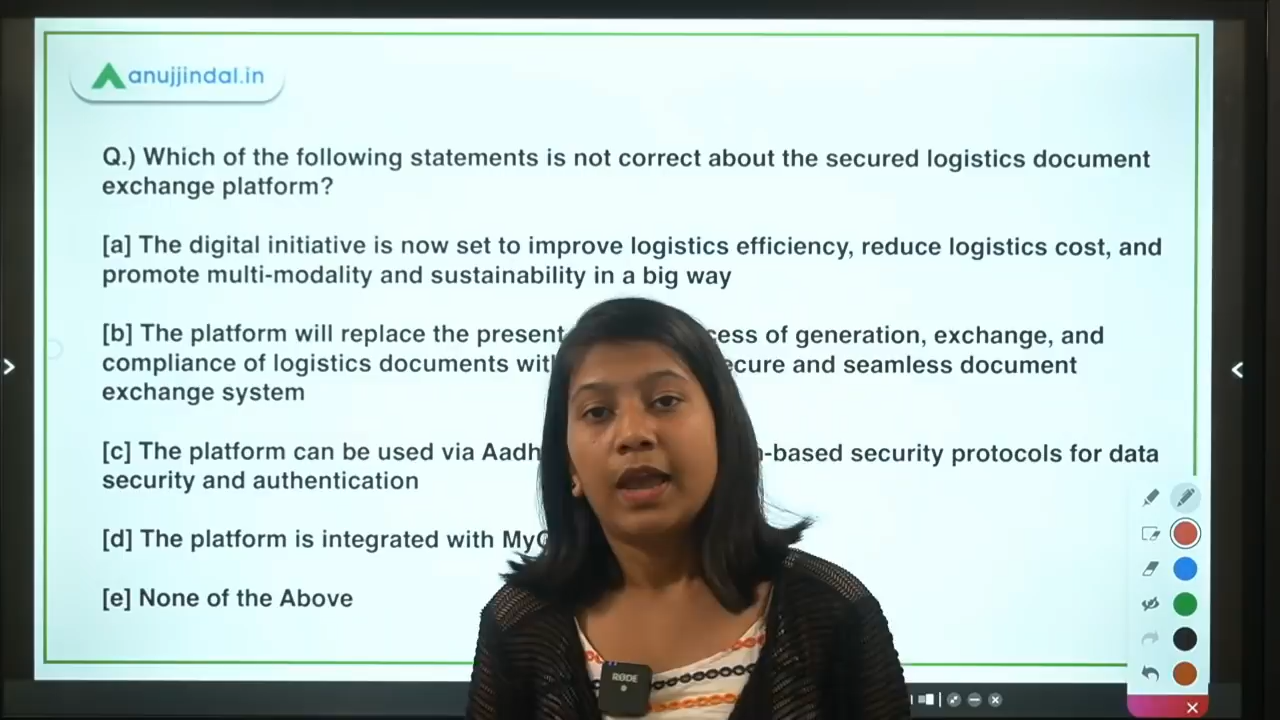 anujjindal.in
Q.) Which of the following statements is not correct about the secured logistics document
exchange platform?
[a] The digital initiative is now set to improve logistics efficiency, reduce logistics cost, and
promote multi-modality and sustainability in a big way
[b] The platform will replace the present of generation, exchange, and
compliance of logistics documents and seamless document
exchange system
[c] The platform can be used via -based security protocols for data
security and authentication
[d] The platform is integrated with
[e] None of the Above
RØDE